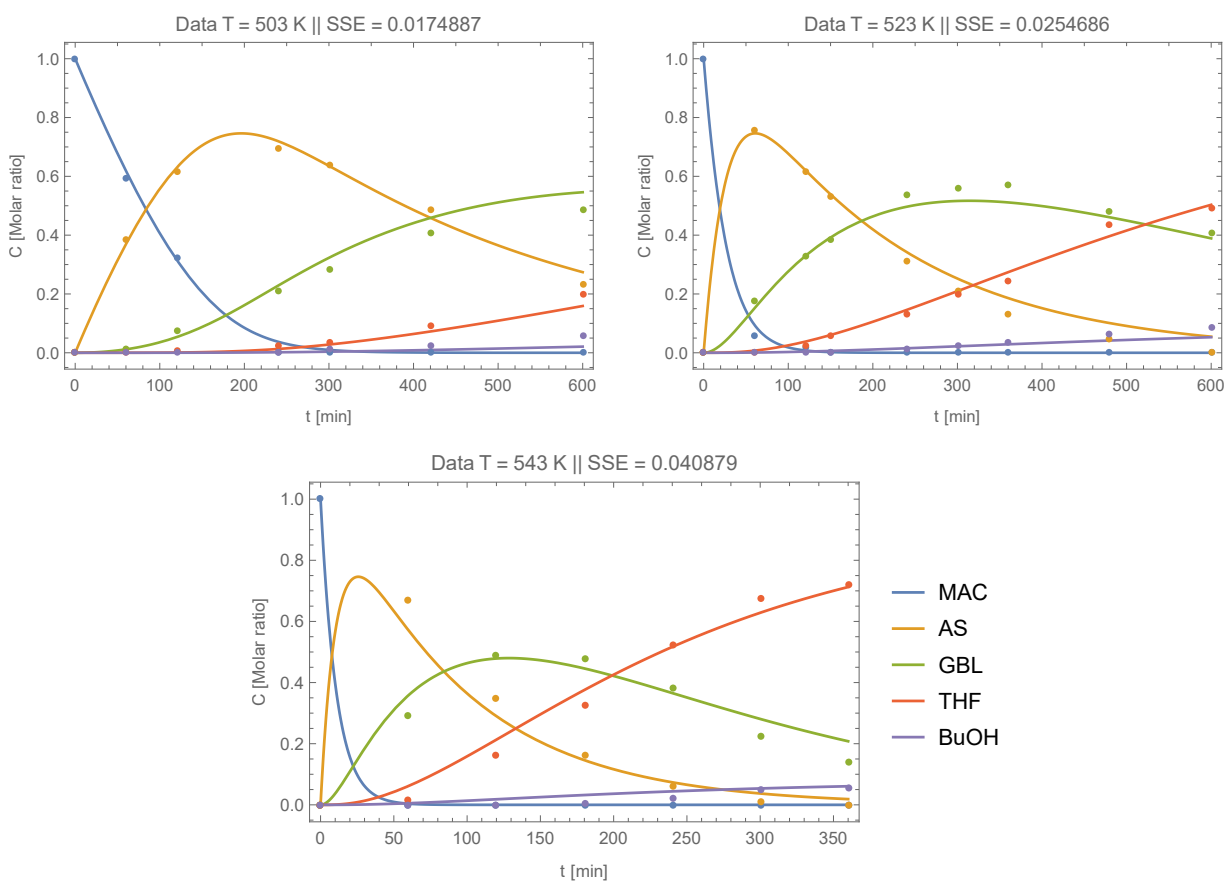 Data T = 503 K || SSE = 0.0174887
C [Molar ratio]
1.0
0.8
0.6
0.4
0.2
0.0
0 100 200 300 400 500 600
t [min]
Data T = 523 K || SSE = 0.0254686
C [Molar ratio]
1.0
0.8
0.6
0.4
0.2
0.0
0 100 200 300 400 500 600
t [min]
Data T = 543 K || SSE = 0.040879
C [Molar ratio]
1.0
0.8
0.6
0.4
0.2
0.0
0 50 100 150 200 250 300 350
t [min]
MAC
AS
GBL
THF
BuOH